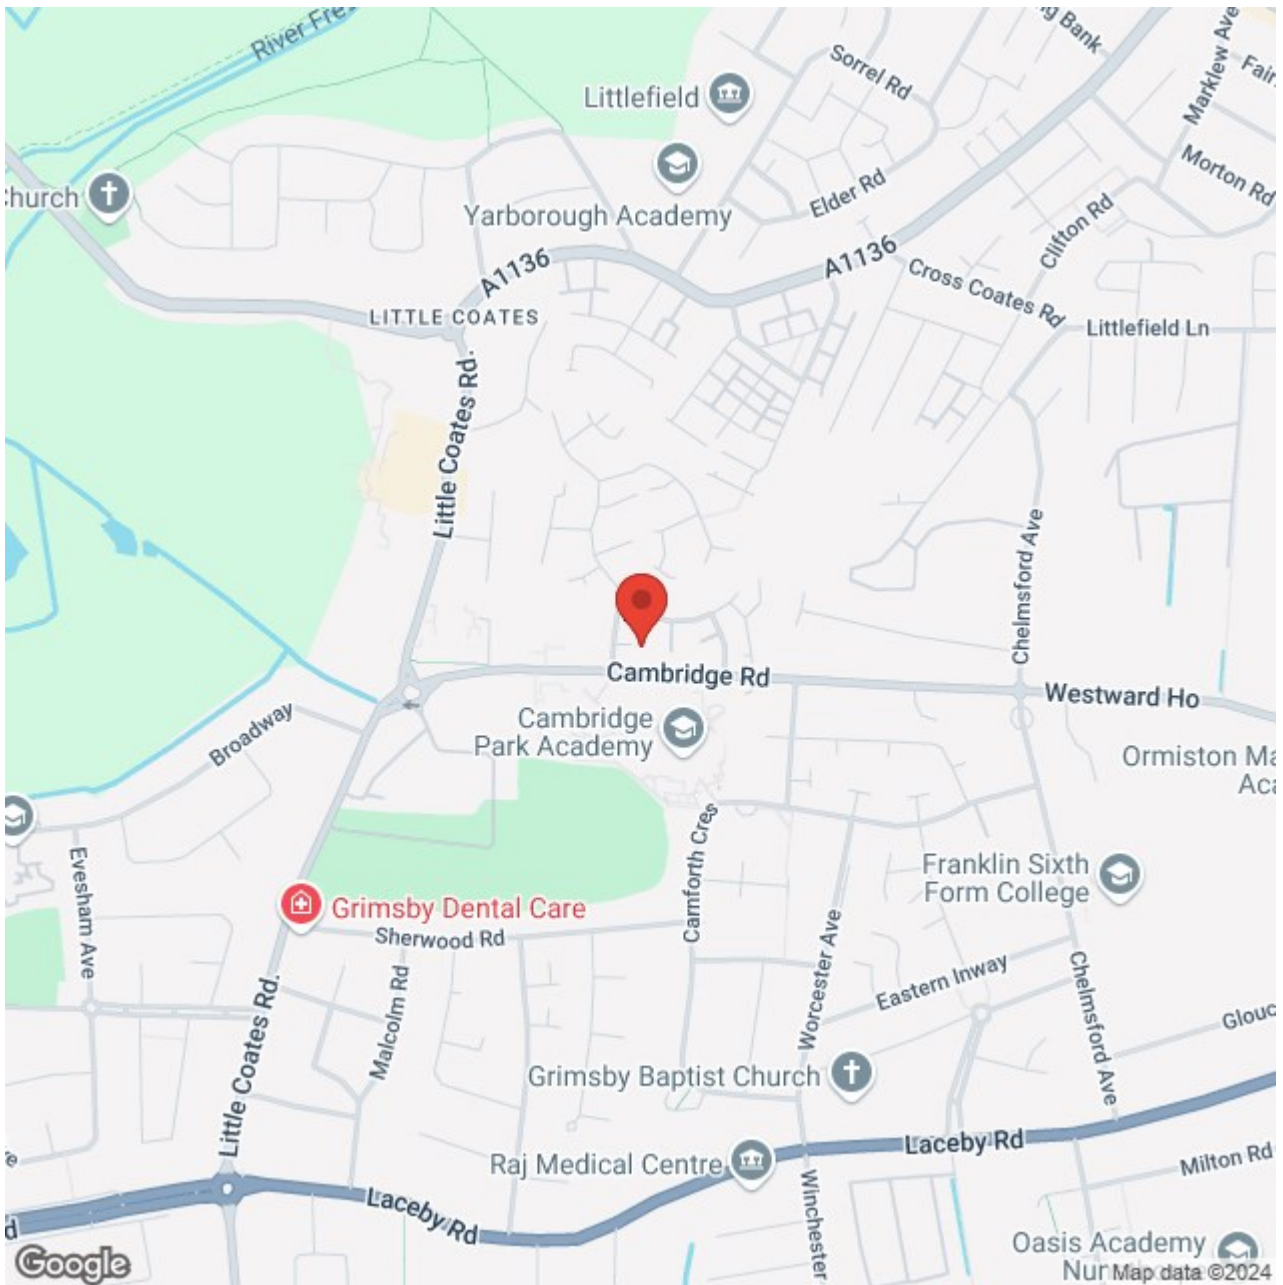 River Fre
Sorrel Rd
g Bank
Marklew Ave
Fair
Littlefield
Morton Rd
hurch
Yarborough Academy
Elder Rd
Clifton Rd
A1136
A1136
Cross Coates Rd
LITTLE COATES
Littlefield Ln
Little Coates Rd.
Chelmsford Ave
Cambridge Rd
Westward Ho
Broadway
Cambridge
Park Academy
Ormiston Ma
Aca
Evesham Ave
Carnforth Cres
Franklin Sixth
Form College
Grimsby Dental Care
Sherwood Rd
Malcolm Rd
Worcester Ave
Eastern Inway
Chelmsford Ave
Glouc
Little Coates Rd.
Grimsby Baptist Church
Laceby Rd
Raj Medical Centre
Milton Rd
Laceby Rd
Winchester
d
Oasis Academy
Nun
Google
Map data ©2024